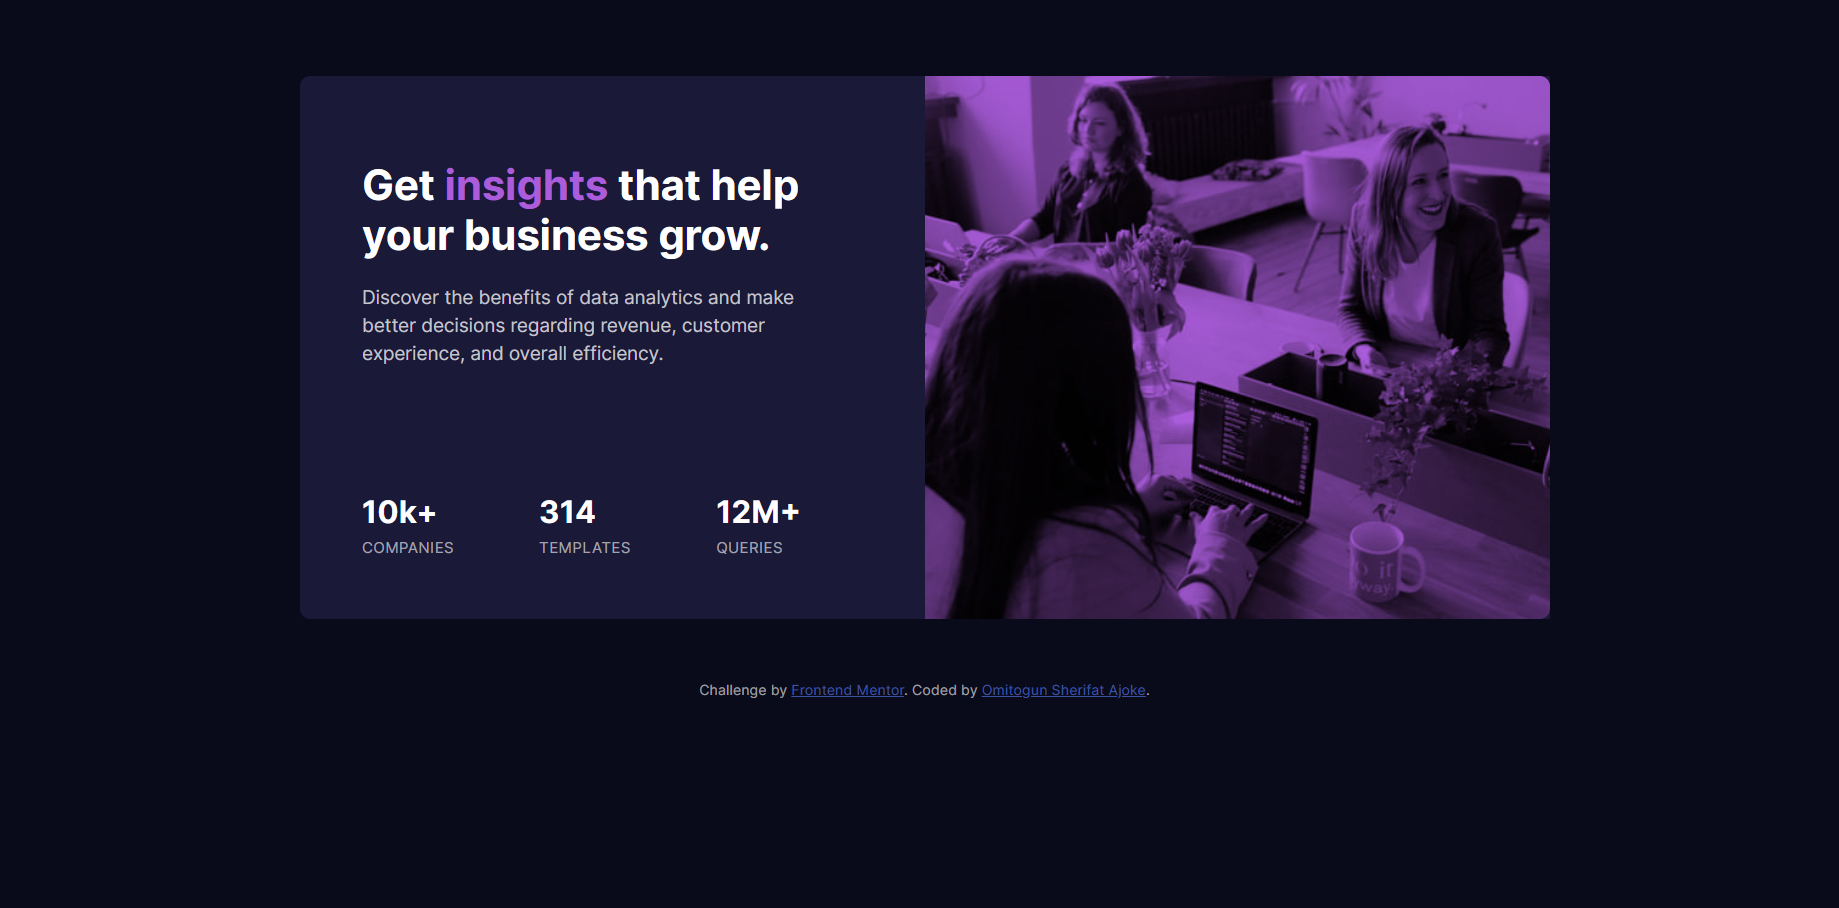 Get insights that help
your business grow.
Discover the benefits of data analytics and make
better decisions regarding revenue, customer
experience, and overall efficiency.
10k+
COMPANIES
314
TEMPLATES
12M+
QUERIES
Challenge by Frontend Mentor. Coded by Omitogun Sherifat Ajoke.